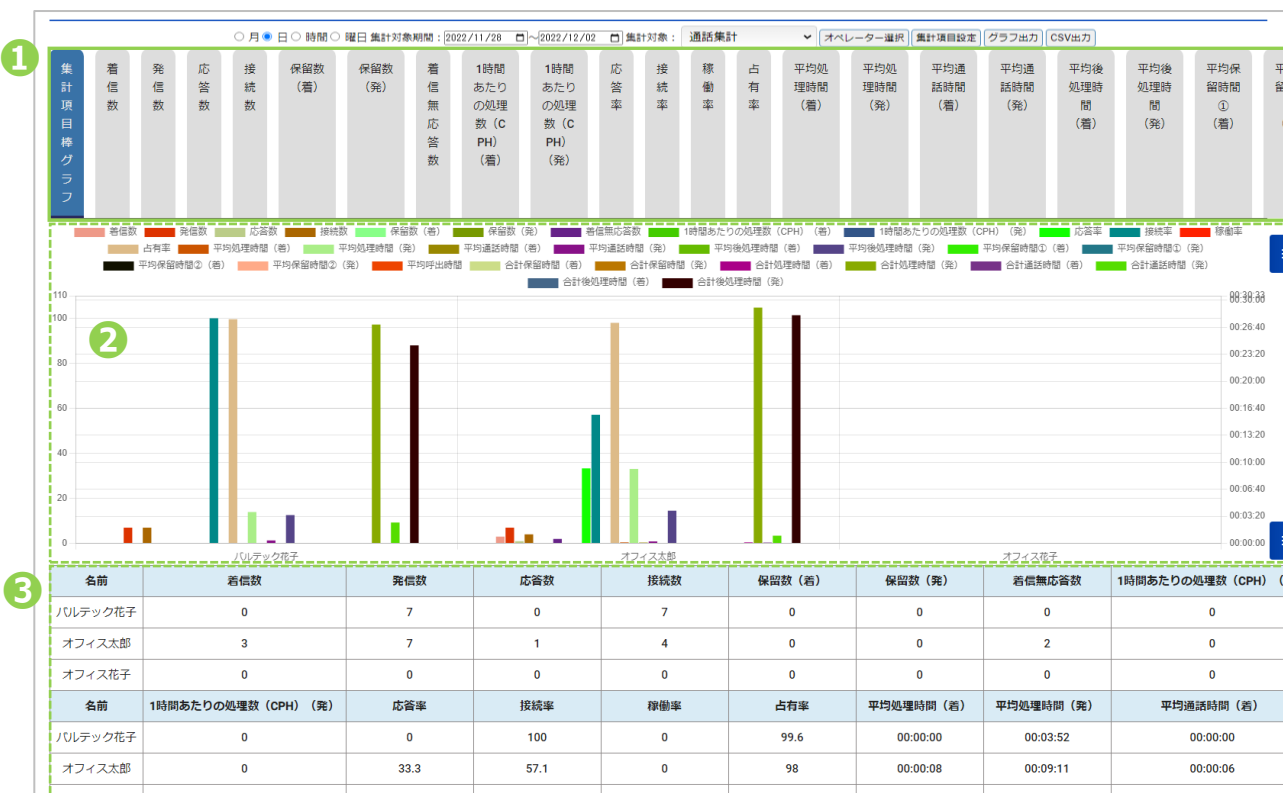 ○ 月 ● 日 ○ 時間 ○ 曜日 集計対象期間：2022/11/28 ～ 2022/12/02 集計対象： 通話集計 オペレーター選択 集計項目設定 グラフ出力 CSV出力
1
集計項目棒グラフ
着信数
発信数
応答数
接続数
保留数（着）
保留数（発）
着信無応答数
1時間あたりの処理数（CPH）（着）
1時間あたりの処理数（CPH）（発）
応答率
接続率
稼働率
占有率
平均処理時間（着）
平均処理時間（発）
平均通話時間（着）
平均通話時間（発）
平均後処理時間（着）
平均後処理時間（発）
平均保留時間①（着）
着信数 発信数 応答数 接続数 保留数（着） 保留数（発） 着信無応答数 1時間あたりの処理数（CPH）（着） 1時間あたりの処理数（CPH）（発） 応答率 接続率 稼働率
占有率 平均処理時間（着） 平均処理時間（発） 平均通話時間（着） 平均通話時間（発） 平均後処理時間（着） 平均後処理時間（発） 平均保留時間①（着） 平均保留時間①（発）
平均保留時間②（着） 平均保留時間②（発） 平均呼出時間 合計保留時間（着） 合計保留時間（発） 合計処理時間（着） 合計処理時間（発） 合計通話時間（着） 合計通話時間（発）
合計後処理時間（着） 合計後処理時間（発）
2
110
100
80
60
40
20
0
00:30:33
00:30:00
00:26:40
00:23:20
00:20:00
00:16:40
00:13:20
00:10:00
00:06:40
00:03:20
00:00:00
バルテック花子 オフィス太郎 オフィス花子
3
名前 着信数 発信数 応答数 接続数 保留数（着） 保留数（発） 着信無応答数 1時間あたりの処理数（CPH）（
バルテック花子 0 7 0 7 0 0 0 0
オフィス太郎 3 7 1 4 0 0 2 0
オフィス花子 0 0 0 0 0 0 0 0
名前 1時間あたりの処理数（CPH）（発） 応答率 接続率 稼働率 占有率 平均処理時間（着） 平均処理時間（発） 平均通話時間（着）
バルテック花子 0 0 100 0 99.6 00:00:00 00:03:52 00:00:00
オフィス太郎 0 33.3 57.1 0 98 00:00:08 00:09:11 00:00:06